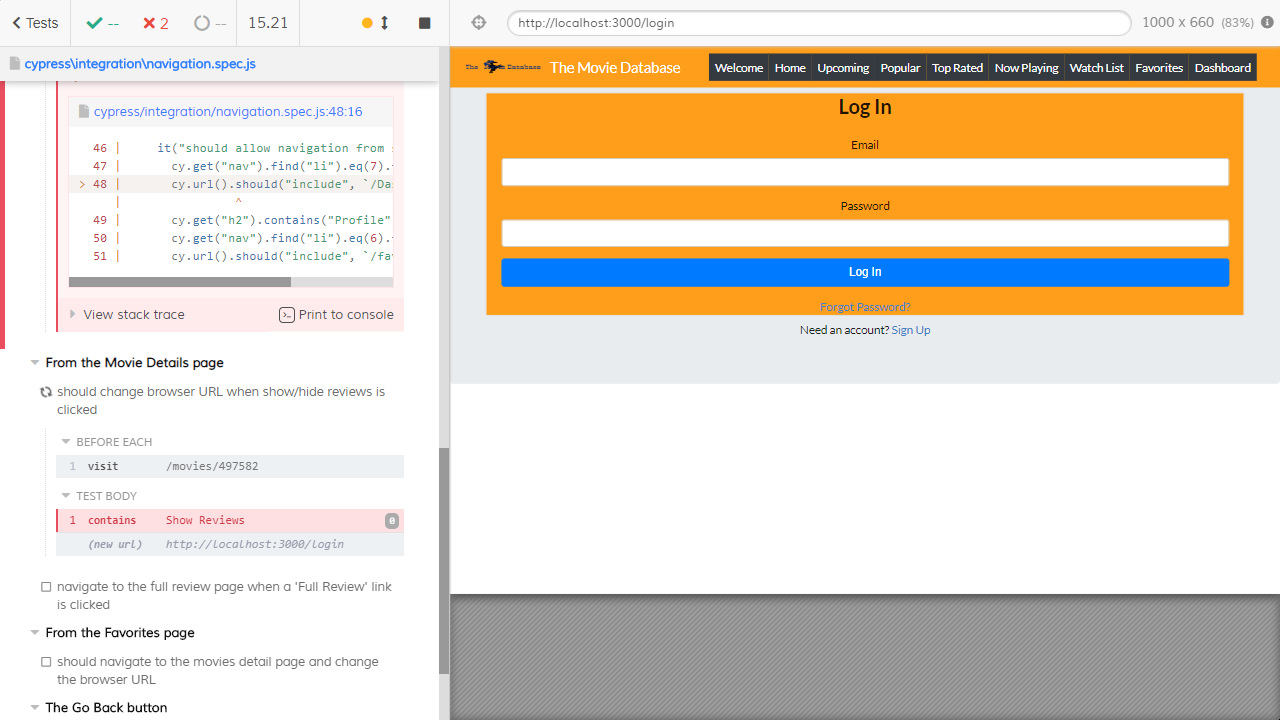 Tests
--
2
--
15.21
http://localhost:3000/login
1000 x 660 (83%)
cypress\integration\navigation.spec.js
cypress/integration/navigation.spec.js:48:16
46 | it("should allow navigation from
47 | cy.get("nav").find("li").eq(7).
> 48 | cy.url().should("include", `/Da
| ^
49 | cy.get("h2").contains("Profile"
50 | cy.get("nav").find("li").eq(6).
51 | cy.url().should("include", `/fa
View stack trace
Print to console
From the Movie Details page
should change browser URL when show/hide reviews is
clicked
BEFORE EACH
1 visit /movies/497582
TEST BODY
1 contains Show Reviews 0
(new url) http://localhost:3000/login
navigate to the full review page when a 'Full Review' link
is clicked
From the Favorites page
should navigate to the movies detail page and change
the browser URL
The Go Back button
The Database
The Movie Database
Welcome
Home
Upcoming
Popular
Top Rated
Now Playing
Watch List
Favorites
Dashboard
Log In
Email
Password
Log In
Forgot Password?
Need an account? Sign Up